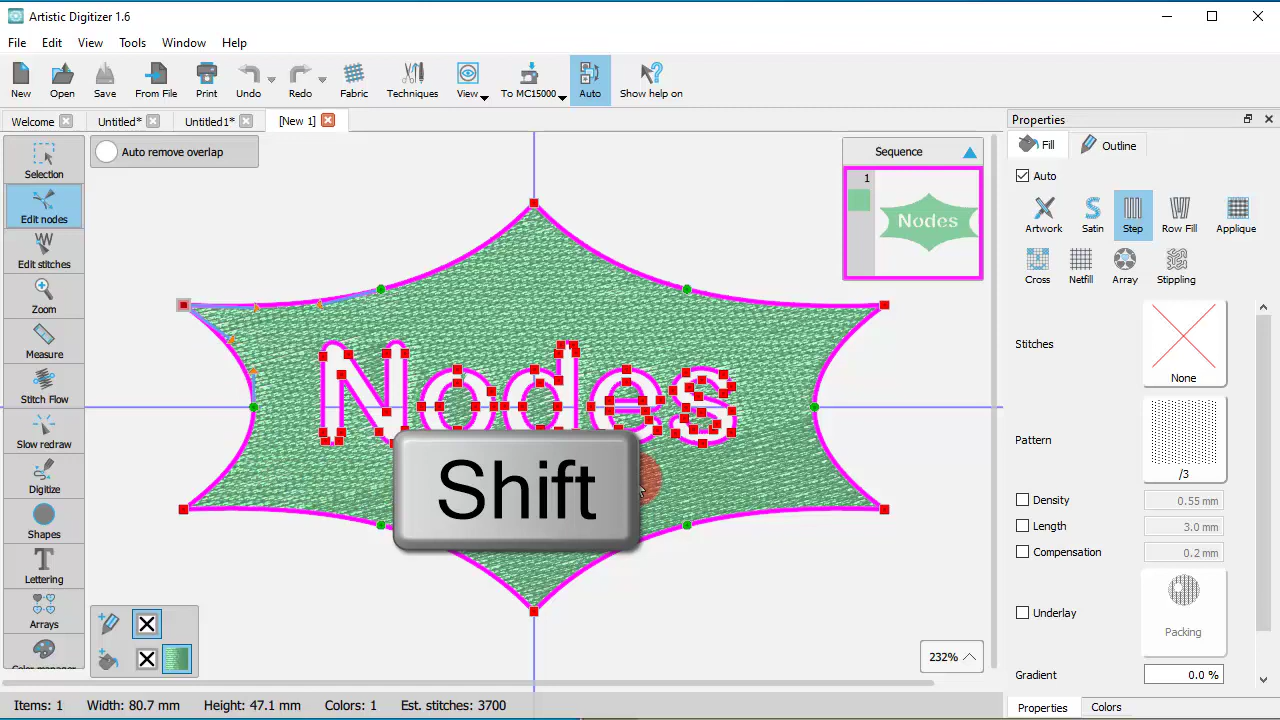 Artistic Digitizer 1.6
File Edit View Tools Window Help
New Open Save From File Print Undo Redo Fabric Techniques View To MC15000 Auto Show help on
Welcome Untitled* Untitled1* [New 1]
Properties
Selection
Edit nodes
Edit stitches
Zoom
Measure
Stitch Flow
Slow redraw
Digitize
Shapes
Lettering
Arrays
Color manager
Auto remove overlap
Sequence
1
Nodes
Nodes
Shift
232%
Fill Outline
Auto
Artwork Satin Step Row Fill Applique
Cross Netfill Array Stippling
Stitches
None
Pattern
/3
Density 0.55 mm
Length 3.0 mm
Compensation 0.2 mm
Underlay
Packing
Gradient 0.0 %
Items: 1 Width: 80.7 mm Height: 47.1 mm Colors: 1 Est. stitches: 3700
Properties Colors